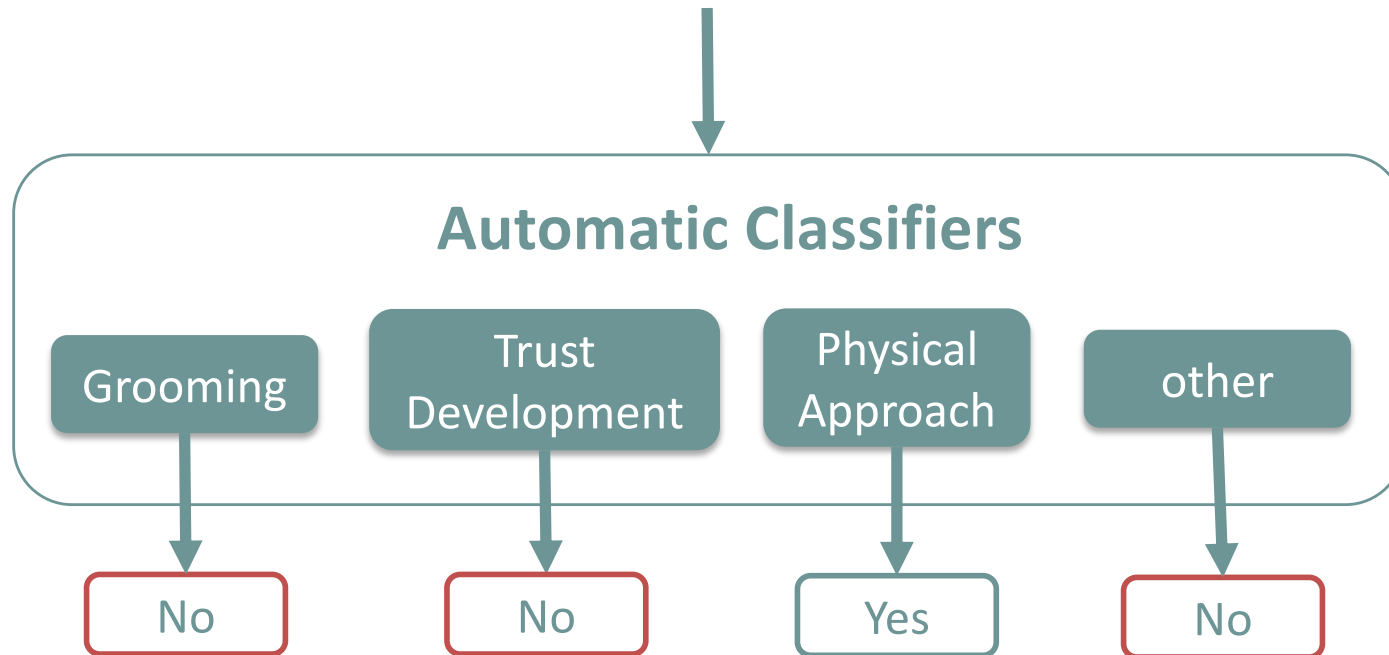 Automatic Classifiers
Grooming
Trust
Development
Physical
Approach
other
No
No
Yes
No